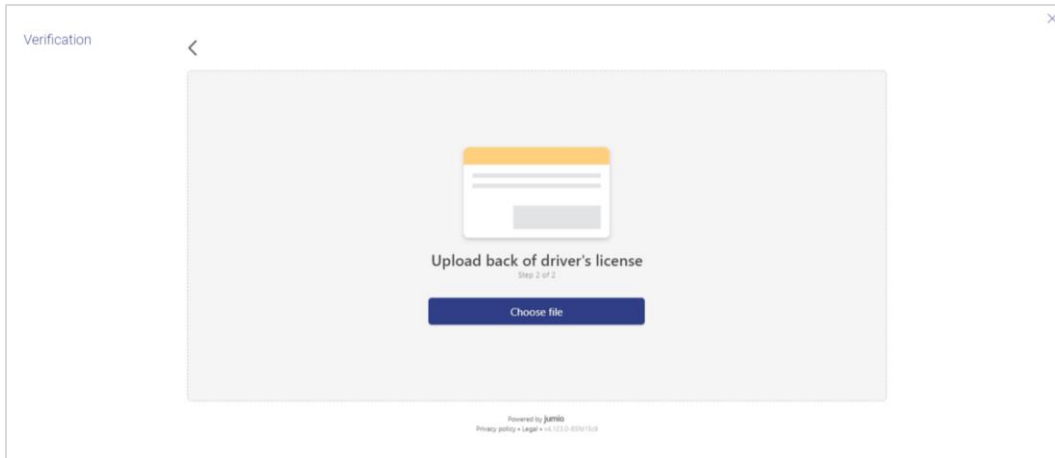 Verification
Upload back of driver's license
Step 2 of 2
Choose file
Powered by jumio
Privacy policy • Legal •